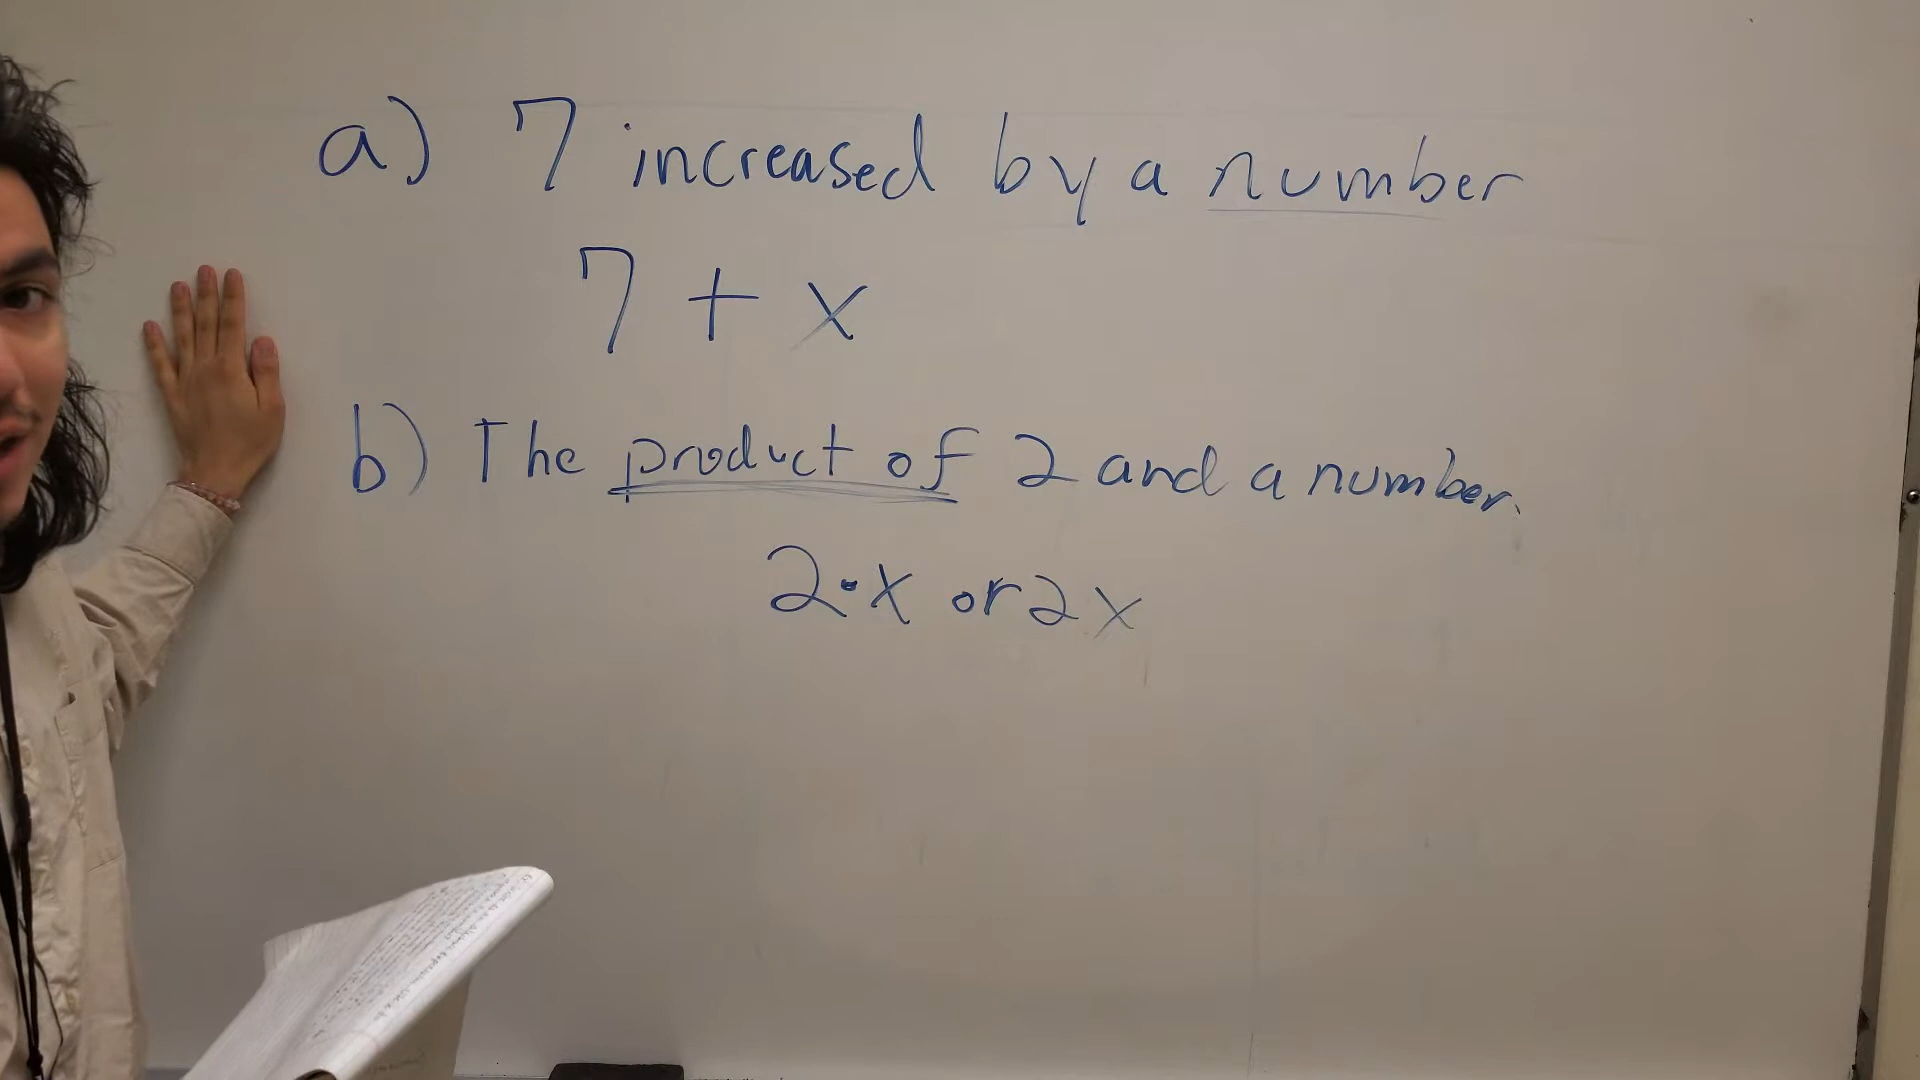 a) 7 increased by a number
7 + x
b) The product of 2 and a number.
2·x or 2x